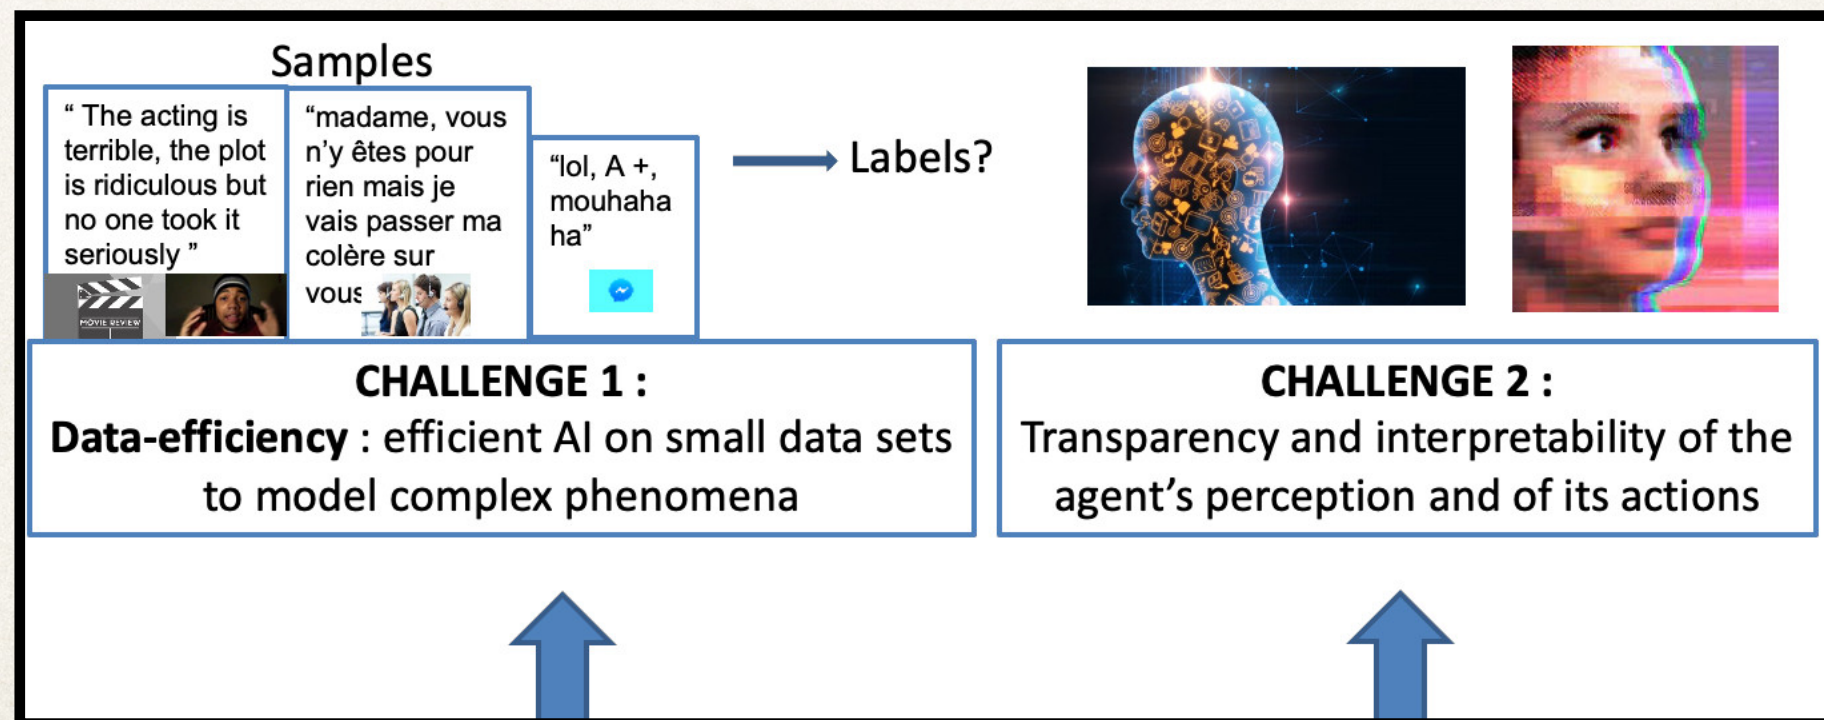 Samples
“ The acting is
terrible, the plot
is ridiculous but
no one took it
seriously ”
MOVIE REVIEW
“madame, vous
n’y êtes pour
rien mais je
vais passer ma
colère sur
vous
“lol, A +,
mouhaha
ha”
Labels?
CHALLENGE 1 :
Data-efficiency : efficient AI on small data sets
to model complex phenomena
CHALLENGE 2 :
Transparency and interpretability of the
agent’s perception and of its actions